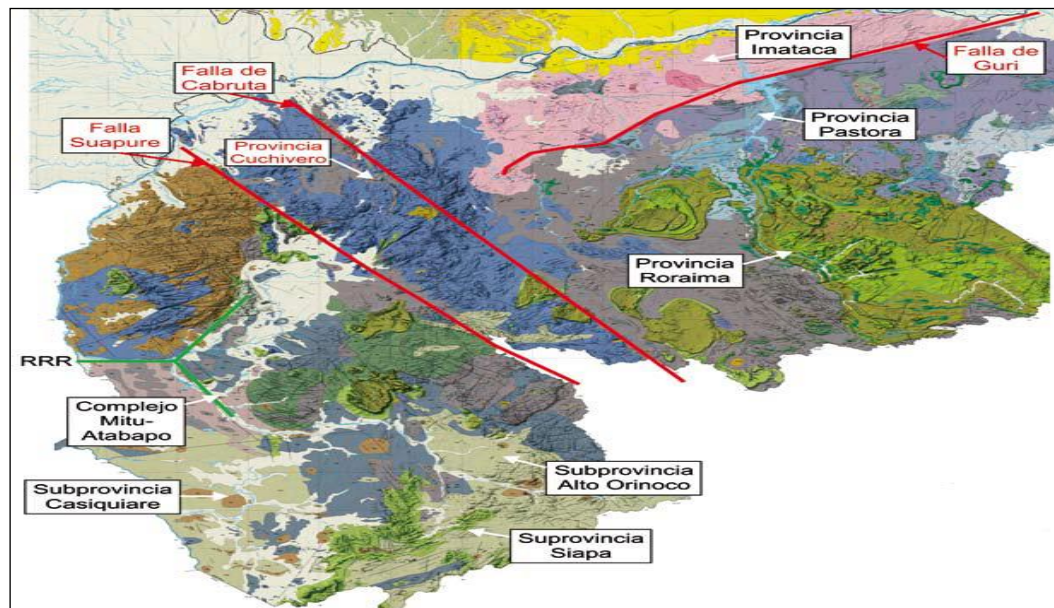 Provincia
Imataca
Falla de
Guri
Falla de
Cabruta
Provincia
Pastora
Falla
Suapure
Provincia
Cuchivero
Provincia
Roraima
RRR
Complejo
Mitu-
Atabapo
Subprovincia
Alto Orinoco
Subprovincia
Casiquiare
Suprovincia
Siapa